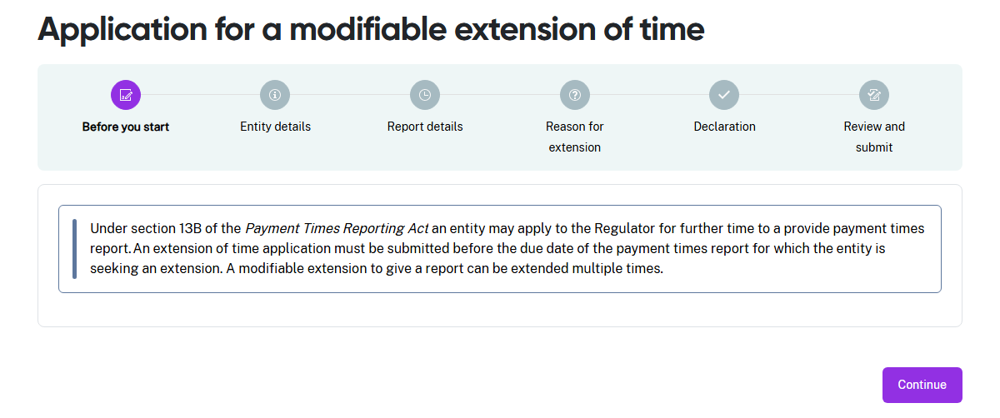 Application for a modifiable extension of time
Before you start
Entity details
Report details
Reason for
extension
Declaration
Review and
submit
Under section 13B of the Payment Times Reporting Act an entity may apply to the Regulator for further time to a provide payment times
report. An extension of time application must be submitted before the due date of the payment times report for which the entity is
seeking an extension. A modifiable extension to give a report can be extended multiple times.
Continue